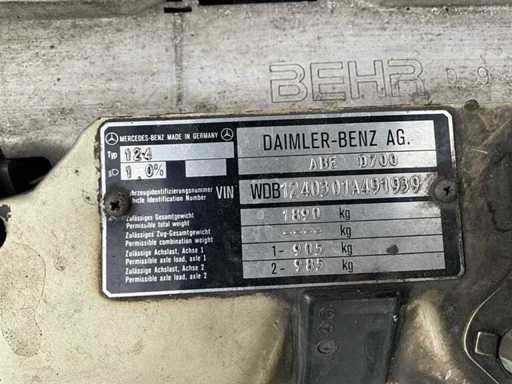 BEHR
MERCEDES-BENZ MADE IN GERMANY
DAIMLER-BENZ AG.
Typ 124
ABE D700
1.0%
Fahrzeugidentifizierungsnummer
Vehicle Identification Number
VIN WDB1240301A491939
Zulässiges Gesamtgewicht
Permissible total weight
1890 kg
Zulässiges Zug-Gesamtgewicht
Permissible combination weight
---- kg
Zulässige Achslast, Achse 1
Permissible axle load, axle 1
1- 905 kg
Zulässige Achslast, Achse 2
Permissible axle load, axle 2
2- 985 kg